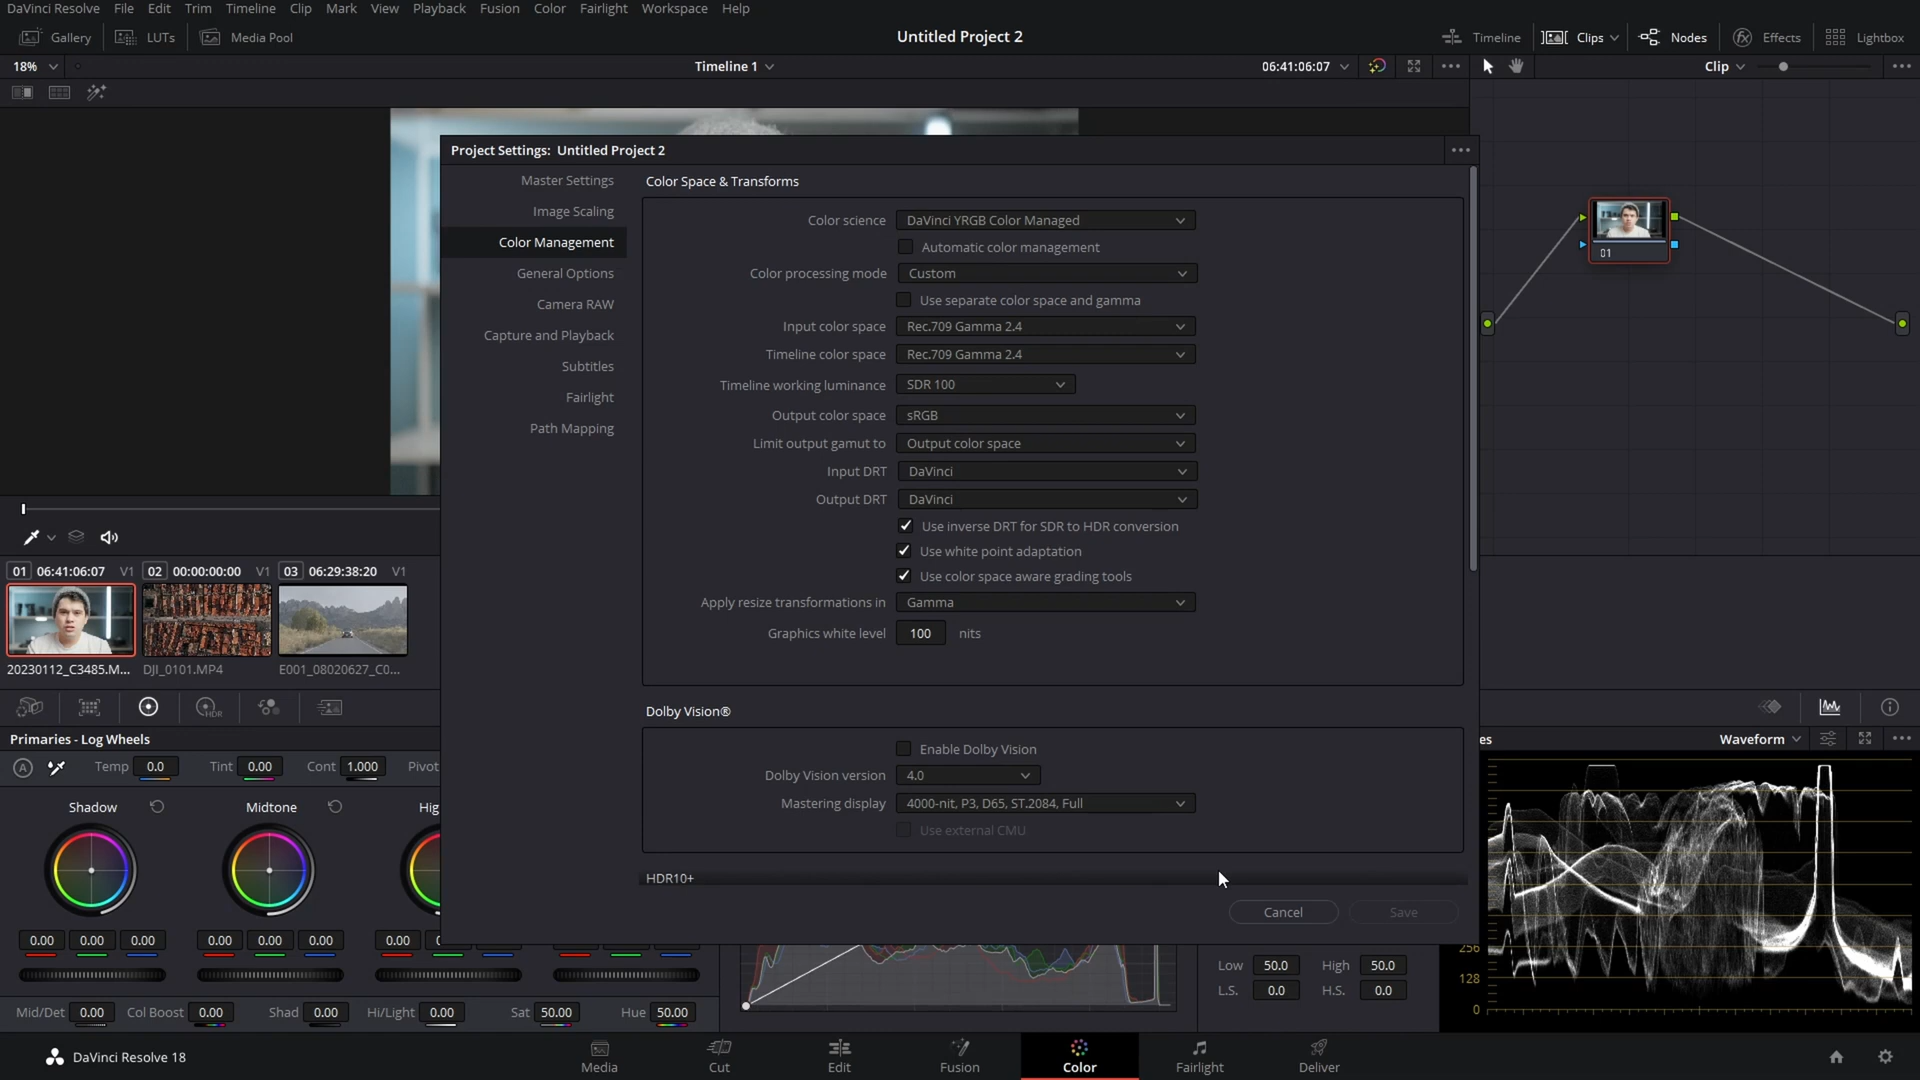 DaVinci Resolve File Edit Trim Timeline Clip Mark View Playback Fusion Color Fairlight Workspace Help
Gallery LUTs Media Pool Untitled Project 2 Timeline Clips Nodes Effects Lightbox
18% Timeline 1 06:41:06:07 Clip
Project Settings: Untitled Project 2
Master Settings
Image Scaling
Color Management
General Options
Camera RAW
Capture and Playback
Subtitles
Fairlight
Path Mapping
Color Space & Transforms
Color science DaVinci YRGB Color Managed
Automatic color management
Color processing mode Custom
Use separate color space and gamma
Input color space Rec.709 Gamma 2.4
Timeline color space Rec.709 Gamma 2.4
Timeline working luminance SDR 100
Output color space sRGB
Limit output gamut to Output color space
Input DRT DaVinci
Output DRT DaVinci
Use inverse DRT for SDR to HDR conversion
Use white point adaptation
Use color space aware grading tools
Apply resize transformations in Gamma
Graphics white level 100 nits
Dolby Vision®
Enable Dolby Vision
Dolby Vision version 4.0
Mastering display 4000-nit, P3, D65, ST.2084, Full
Use external CMU
HDR10+
Cancel Save
01
01 06:41:06:07 V1 02 00:00:00:00 V1 03 06:29:38:20 V1
20230112_C3485.M... DJI_0101.MP4 E001_08020627_C0...
HDR
Primaries - Log Wheels
A Temp 0.0 Tint 0.00 Cont 1.000 Pivot
Shadow Midtone Hig
0.00 0.00 0.00 0.00 0.00 0.00 0.00
Mid/Det 0.00 Col Boost 0.00 Shad 0.00 Hi/Light 0.00 Sat 50.00 Hue 50.00
Low 50.0 High 50.0
L.S. 0.0 H.S. 0.0
es Waveform
256
128
0
DaVinci Resolve 18 Media Cut Edit Fusion Color Fairlight Deliver